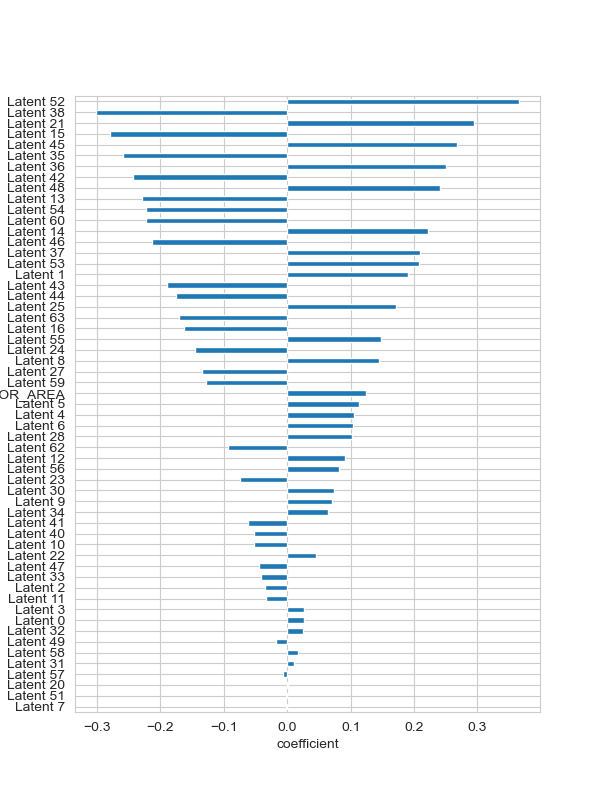 Latent 52
Latent 38
Latent 21
Latent 15
Latent 45
Latent 35
Latent 36
Latent 42
Latent 48
Latent 13
Latent 54
Latent 60
Latent 14
Latent 46
Latent 37
Latent 53
Latent 1
Latent 43
Latent 44
Latent 25
Latent 63
Latent 16
Latent 55
Latent 24
Latent 8
Latent 27
Latent 59
OR_AREA
Latent 5
Latent 4
Latent 6
Latent 28
Latent 62
Latent 12
Latent 56
Latent 23
Latent 30
Latent 9
Latent 34
Latent 41
Latent 40
Latent 10
Latent 22
Latent 47
Latent 33
Latent 2
Latent 11
Latent 3
Latent 0
Latent 32
Latent 49
Latent 58
Latent 31
Latent 57
Latent 20
Latent 51
Latent 7
−0.3 −0.2 −0.1 0.0 0.1 0.2 0.3
coefficient